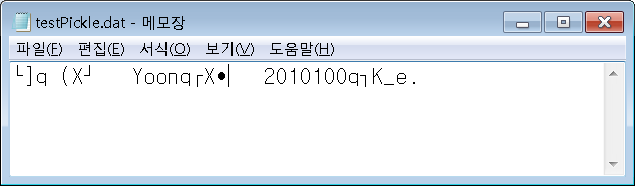 testPickle.dat - 메모장
파일(F) 편집(E) 서식(O) 보기(V) 도움말(H)
└]q (X┘ Yoonq┌X• 2010100q┐K_e.